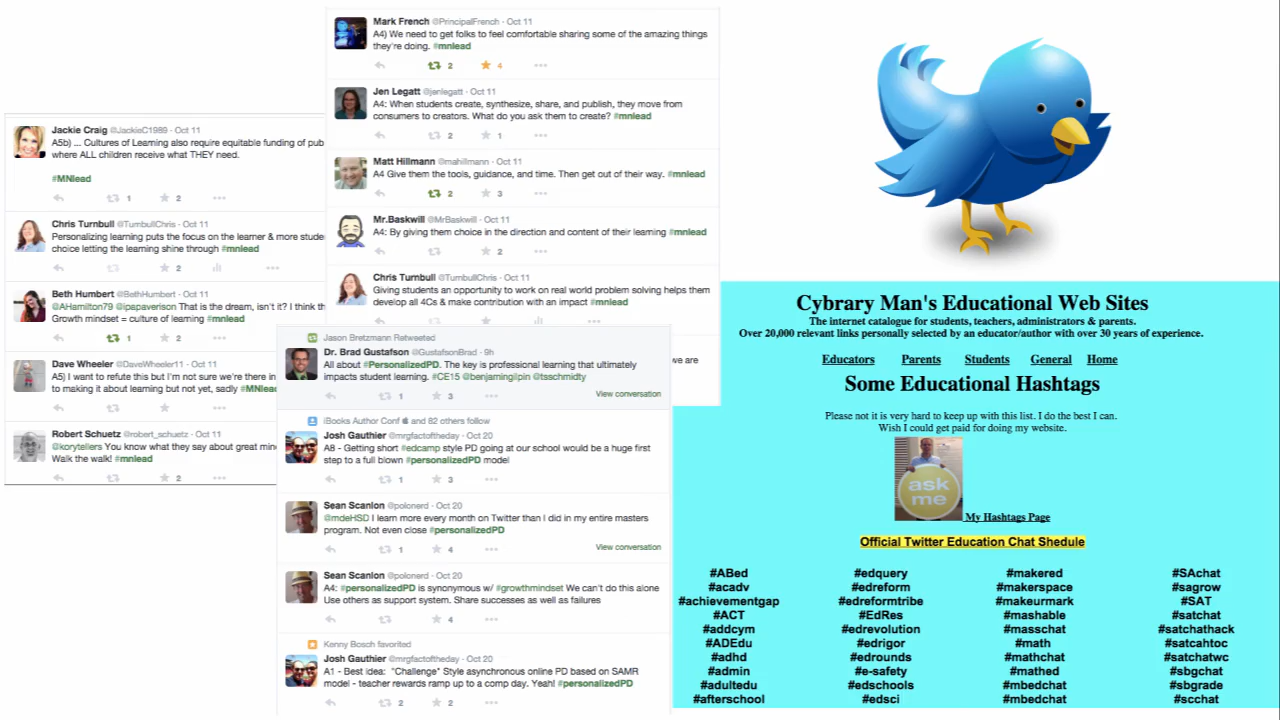 Mark French @PrincipalFrench · Oct 11
A4) We need to get folks to feel comfortable sharing some of the amazing things
they're doing. #mnlead
2 4
Jen Legatt @jenlegatt · Oct 11
A4: When students create, synthesize, share, and publish, they move from
consumers to creators. What do you ask them to create? #mnlead
2 1
Matt Hillmann @mahillmann · Oct 11
A4 Give them the tools, guidance, and time. Then get out of their way. #mnlead
2 3
Mr.Baskwill @MrBaskwill · Oct 11
A4: By giving them choice in the direction and content of their learning #mnlead
2
Chris Turnbull @TurnbullChris · Oct 11
Giving students an opportunity to work on real world problem solving helps them
develop all 4Cs & make contribution with an impact #mnlead
we are
Jackie Craig @JackieC1989 · Oct 11
A5b) ... Cultures of Learning also require equitable funding of pub
where ALL children receive what THEY need.
#MNlead
1 2
Chris Turnbull @TurnbullChris · Oct 11
Personalizing learning puts the focus on the learner & more stude
choice letting the learning shine through #mnlead
2
Beth Humbert @BethHumbert · Oct 11
@AHamilton79 @ipapaverison That is the dream, isn't it? I think th
Growth mindset = culture of learning #mnlead
1 2
Dave Wheeler @DaveWheeler11 · Oct 11
A5) I want to refute this but I'm not sure we're there in
to making it about learning but not yet, sadly #MNlead
Robert Schuetz @robert_schuetz · Oct 11
@korytellers You know what they say about great min
Walk the walk! #mnlead
2
Jason Bretzmann Retweeted
Dr. Brad Gustafson @GustafsonBrad · 9h
All about #PersonalizedPD. The key is professional learning that ultimately
impacts student learning. #CE15 @benjamingilpin @tsschmidty
1 3 View conversation
iBooks Author Conf and 82 others follow
Josh Gauthier @mrgfactoftheday · Oct 20
A8 - Getting short #edcamp style PD going at our school would be a huge first
step to a full blown #personalizedPD model
1 3
Sean Scanlon @polonerd · Oct 20
@mdeHSD I learn more every month on Twitter than I did in my entire masters
program. Not even close #personalizedPD
1 4 View conversation
Sean Scanlon @polonerd · Oct 20
A4: #personalizedPD is synonymous w/ #growthmindset We can't do this alone
Use others as support system. Share successes as well as failures
4
Kenny Bosch favorited
Josh Gauthier @mrgfactoftheday · Oct 20
A1 - Best idea: "Challenge" Style asynchronous online PD based on SAMR
model - teacher rewards ramp up to a comp day. Yeah! #personalizedPD
2 2
Cybrary Man's Educational Web Sites
The internet catalogue for students, teachers, administrators & parents.
Over 20,000 relevant links personally selected by an educator/author with over 30 years of experience.
Educators Parents Students General Home
Some Educational Hashtags
Please not it is very hard to keep up with this list. I do the best I can.
Wish I could get paid for doing my website.
ask
me
My Hashtags Page
Official Twitter Education Chat Shedule
#ABed #edquery #makered #SAchat
#acadv #edreform #makerspace #sagrow
#achievementgap #edreformtribe #makeurmark #SAT
#ACT #EdRes #mashable #satchat
#addcym #edrevolution #masschat #satchathack
#ADEdu #edrigor #math #satcahtoc
#adhd #edrounds #mathchat #satchatwc
#admin #e-safety #mathed #sbgchat
#adultedu #edschools #mbedchat #sbgrade
#afterschool #edsci #mbedchat #scchat